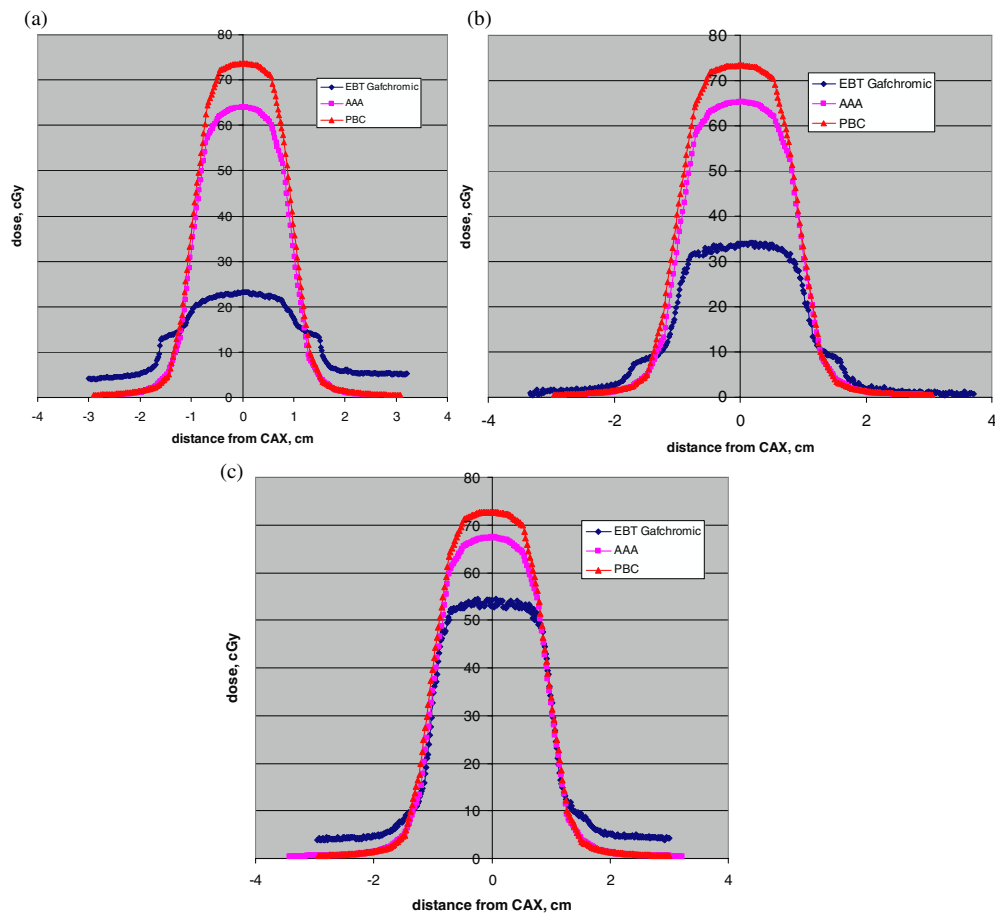 (a)
80
70
60
50
40
30
20
10
0
-4 -3 -2 -1 0 1 2 3 4
dose, cGy
distance from CAX, cm
EBT Gafchromic
AAA
PBC
(b)
80
70
60
50
40
30
20
10
0
-4 -2 0 2 4
dose, cGy
distance from CAX, cm
EBT Gafchromic
AAA
PBC
(c)
80
70
60
50
40
30
20
10
0
-4 -2 0 2 4
dose, cGy
distance from CAX, cm
EBT Gafchromic
AAA
PBC